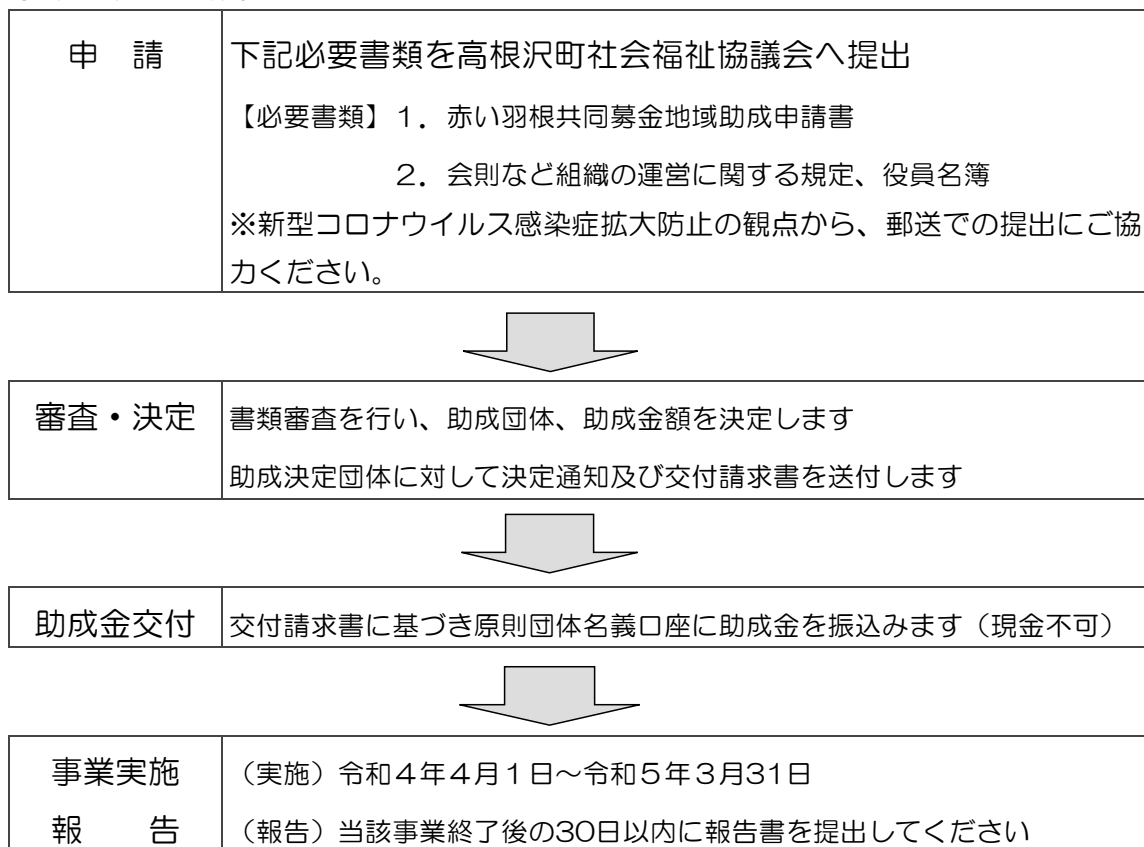 申　請
下記必要書類を高根沢町社会福祉協議会へ提出
【必要書類】１．赤い羽根共同募金地域助成申請書
２．会則など組織の運営に関する規定、役員名簿
※新型コロナウイルス感染症拡大防止の観点から、郵送での提出にご協
力ください。
審査・決定
書類審査を行い、助成団体、助成金額を決定します
助成決定団体に対して決定通知及び交付請求書を送付します
助成金交付
交付請求書に基づき原則団体名義口座に助成金を振込みます（現金不可）
事業実施
（実施）令和４年４月１日～令和５年３月31日
報　　告
（報告）当該事業終了後の30日以内に報告書を提出してください